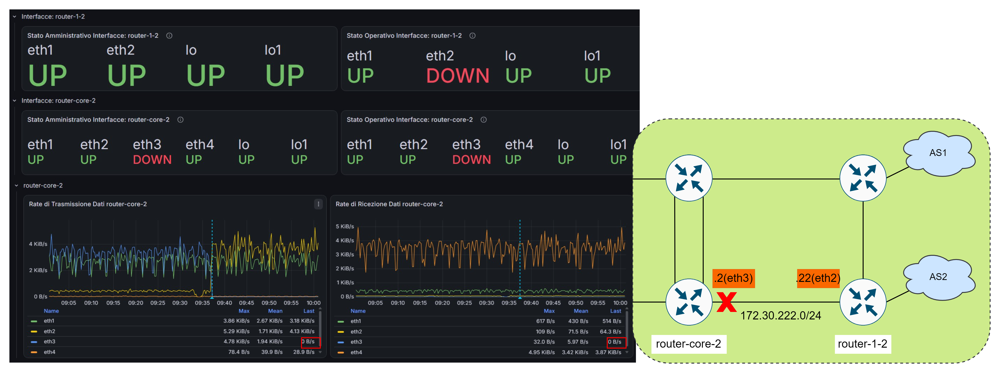 Interfacce: router-1-2
Stato Amministrativo Interfacce: router-1-2
eth1 eth2 lo lo1
UP UP UP UP
Stato Operativo Interfacce: router-1-2
eth1 eth2 lo lo1
UP DOWN UP UP
Interfacce: router-core-2
Stato Amministrativo Interfacce: router-core-2
eth1 eth2 eth3 eth4 lo lo1
UP UP DOWN UP UP UP
Stato Operativo Interfacce: router-core-2
eth1 eth2 eth3 eth4 lo lo1
UP UP DOWN UP UP UP
router-core-2
Rate di Trasmissione Dati router-core-2
4 KiB/s
2 KiB/s
0 B/s
09:05 09:10 09:15 09:20 09:25 09:30 09:35 09:40 09:45 09:50 09:55 10:00
Name Max Mean Last
eth1 3.86 KiB/s 2.67 KiB/s 3.18 KiB/s
eth2 5.29 KiB/s 1.71 KiB/s 4.13 KiB/s
eth3 4.78 KiB/s 1.94 KiB/s 0 B/s
eth4 78.4 B/s 39.9 B/s 28.9 B/s
Rate di Ricezione Dati router-core-2
5 KiB/s
4 KiB/s
3 KiB/s
2 KiB/s
1 KiB/s
0 B/s
09:05 09:10 09:15 09:20 09:25 09:30 09:35 09:40 09:45 09:50 09:55 10:00
Name Max Mean Last
eth1 617 B/s 430 B/s 514 B/s
eth2 109 B/s 71.5 B/s 64.3 B/s
eth3 32.0 B/s 5.97 B/s 0 B/s
eth4 4.95 KiB/s 3.42 KiB/s 3.87 KiB/s
AS1
AS2
.2(eth3)
.22(eth2)
172.30.222.0/24
router-core-2
router-1-2